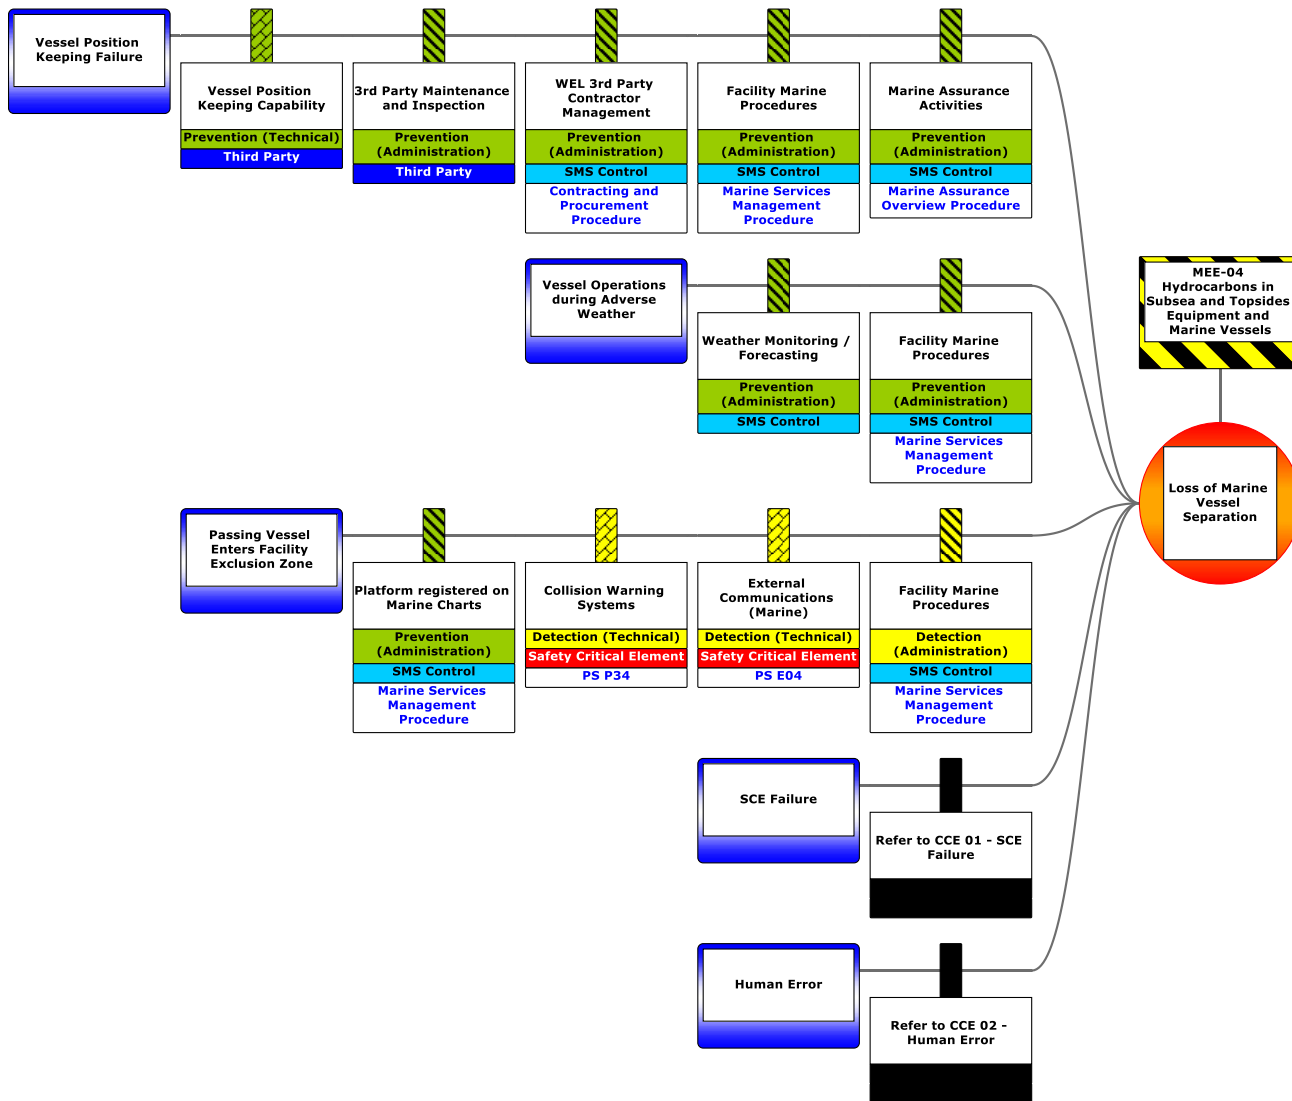 Vessel Position
Keeping Failure
Vessel Position
Keeping Capability
Prevention (Technical)
Third Party
3rd Party Maintenance
and Inspection
Prevention
(Administration)
Third Party
WEL 3rd Party
Contractor
Management
Prevention
(Administration)
SMS Control
Contracting and
Procurement
Procedure
Facility Marine
Procedures
Prevention
(Administration)
SMS Control
Marine Services
Management
Procedure
Marine Assurance
Activities
Prevention
(Administration)
SMS Control
Marine Assurance
Overview Procedure
Vessel Operations
during Adverse
Weather
Weather Monitoring /
Forecasting
Prevention
(Administration)
SMS Control
Facility Marine
Procedures
Prevention
(Administration)
SMS Control
Marine Services
Management
Procedure
MEE-04
Hydrocarbons in
Subsea and Topsides
Equipment and
Marine Vessels
Loss of Marine
Vessel
Separation
Passing Vessel
Enters Facility
Exclusion Zone
Platform registered on
Marine Charts
Prevention
(Administration)
SMS Control
Marine Services
Management
Procedure
Collision Warning
Systems
Detection (Technical)
Safety Critical Element
PS P34
External
Communications
(Marine)
Detection (Technical)
Safety Critical Element
PS E04
Facility Marine
Procedures
Detection
(Administration)
SMS Control
Marine Services
Management
Procedure
SCE Failure
Refer to CCE 01 - SCE
Failure
Human Error
Refer to CCE 02 -
Human Error